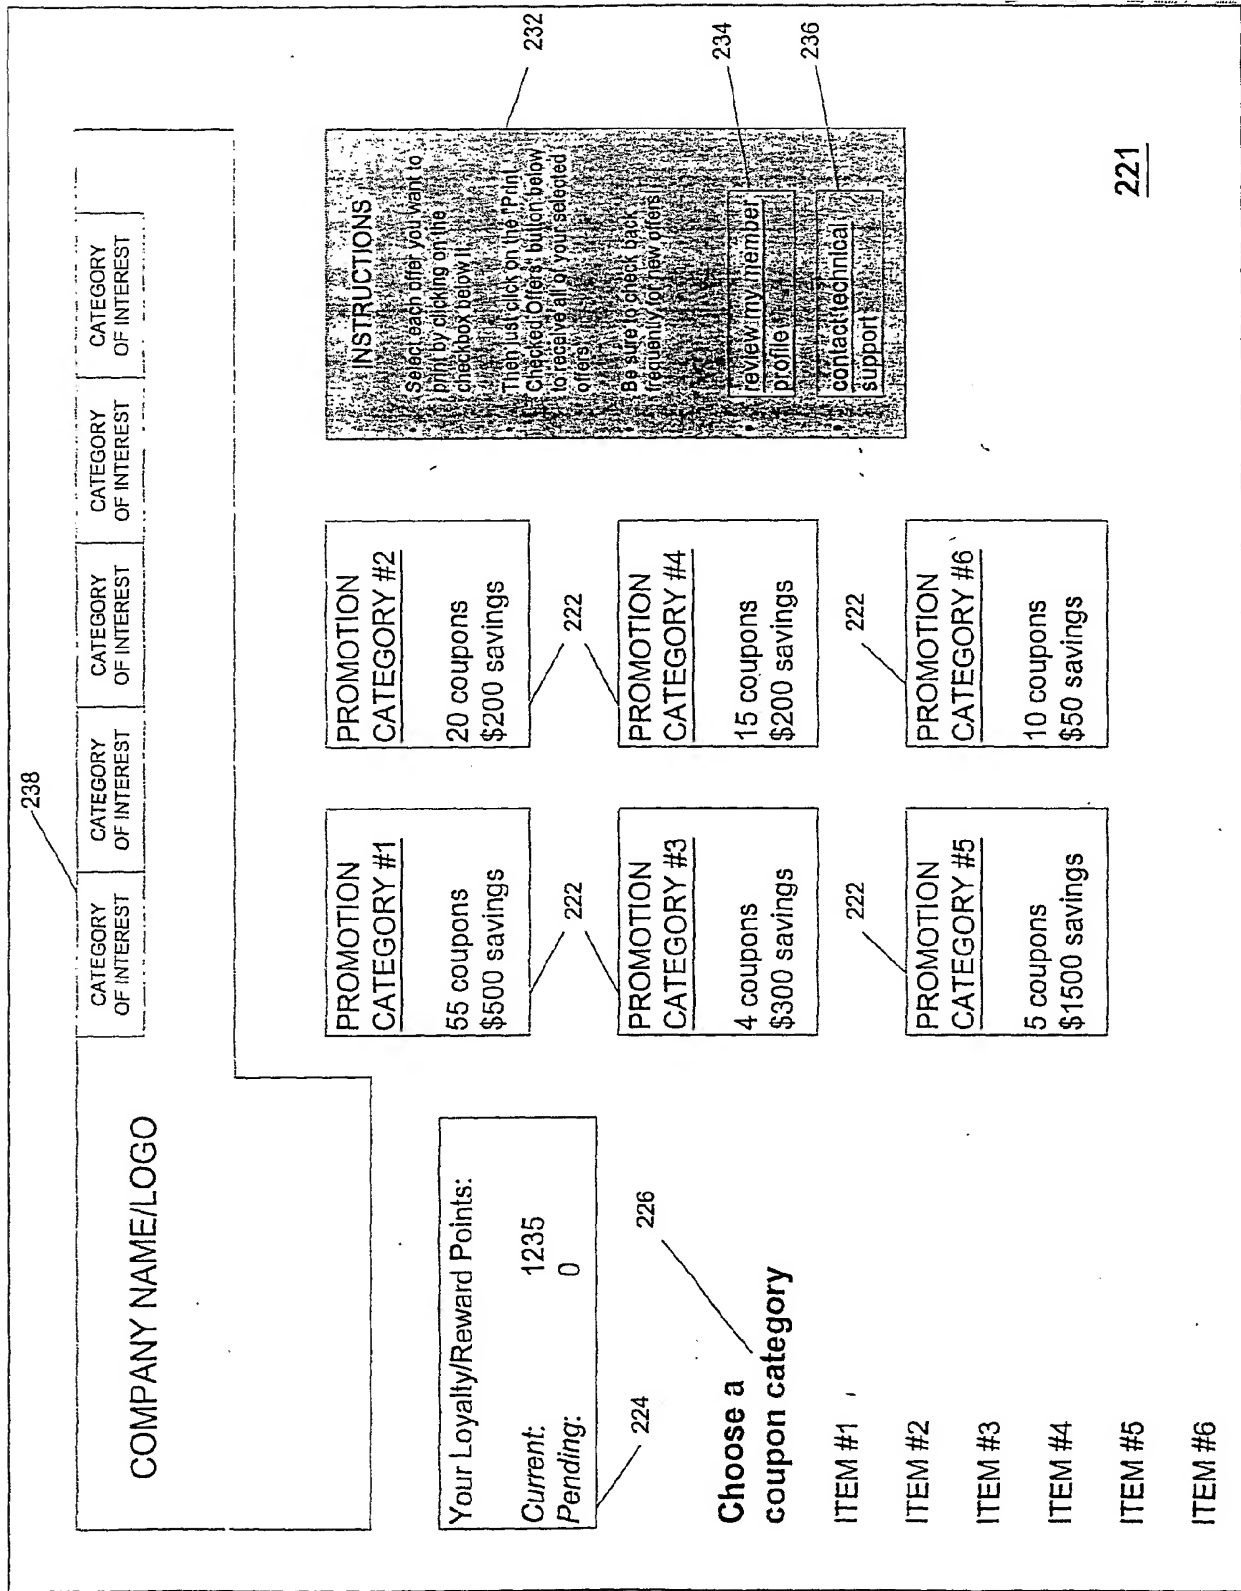 238
CATEGORY
OF INTEREST
CATEGORY
OF INTEREST
CATEGORY
OF INTEREST
CATEGORY
OF INTEREST
CATEGORY
OF INTEREST
COMPANY NAME/LOGO
Your Loyalty/Reward Points:
Current: 1235
Pending: 0
224
226
Choose a
coupon category
ITEM #1
ITEM #2
ITEM #3
ITEM #4
ITEM #5
ITEM #6
PROMOTION
CATEGORY #1
55 coupons
$500 savings
PROMOTION
CATEGORY #2
20 coupons
$200 savings
222
222
PROMOTION
CATEGORY #3
4 coupons
$300 savings
PROMOTION
CATEGORY #4
15 coupons
$200 savings
222
222
PROMOTION
CATEGORY #5
5 coupons
$1500 savings
PROMOTION
CATEGORY #6
10 coupons
$50 savings
INSTRUCTIONS
• Select each offer you want to
print by clicking on the
checkbox below it.
• Then just click on the "Print
Checked Offers" button below
to receive all of your selected
offers.
• Be sure to check back
frequently for new offers!
• review my member
profile
• contact technical
support
232
234
236
221